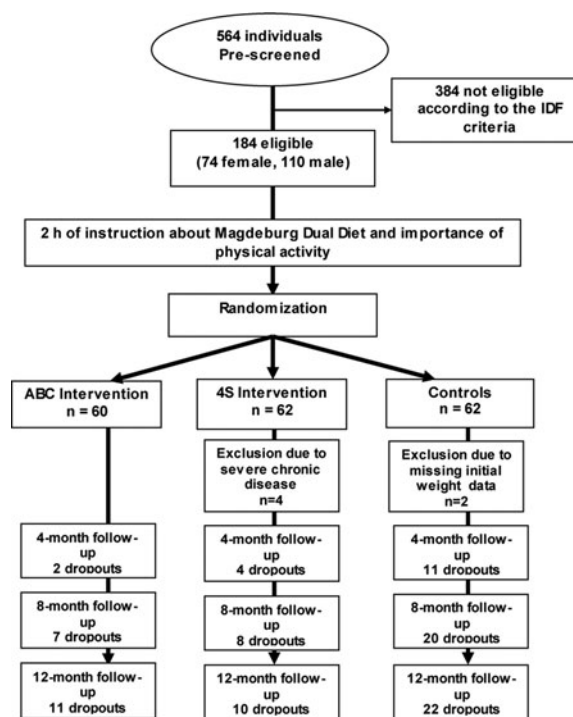 564 individuals
Pre-screened
384 not eligible
according to the IDF
criteria
184 eligible
(74 female, 110 male)
2 h of instruction about Magdeburg Dual Diet and importance of
physical activity
Randomization
ABC Intervention
n = 60
4S Intervention
n = 62
Controls
n = 62
Exclusion due to
severe chronic
disease
n=4
Exclusion due to
missing initial
weight data
n=2
4-month follow-
up
2 dropouts
4-month follow-
up
4 dropouts
4-month follow-
up
11 dropouts
8-month follow-
up
7 dropouts
8-month follow-
up
8 dropouts
8-month follow-
up
20 dropouts
12-month follow-
up
11 dropouts
12-month follow-
up
10 dropouts
12-month follow-
up
22 dropouts